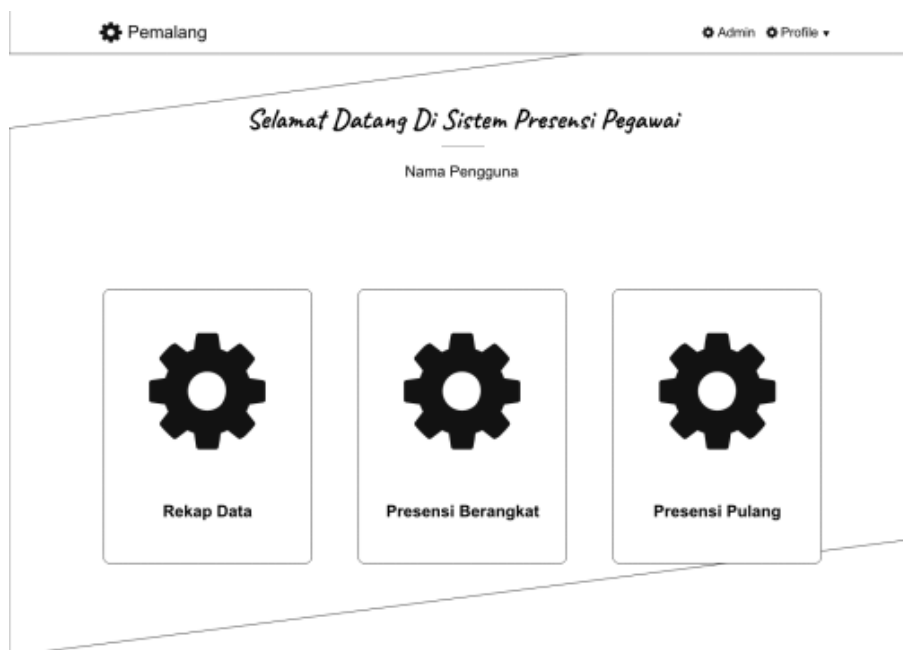 Pemalang
Admin Profile ▾
Selamat Datang Di Sistem Presensi Pegawai
Nama Pengguna
Rekap Data
Presensi Berangkat
Presensi Pulang